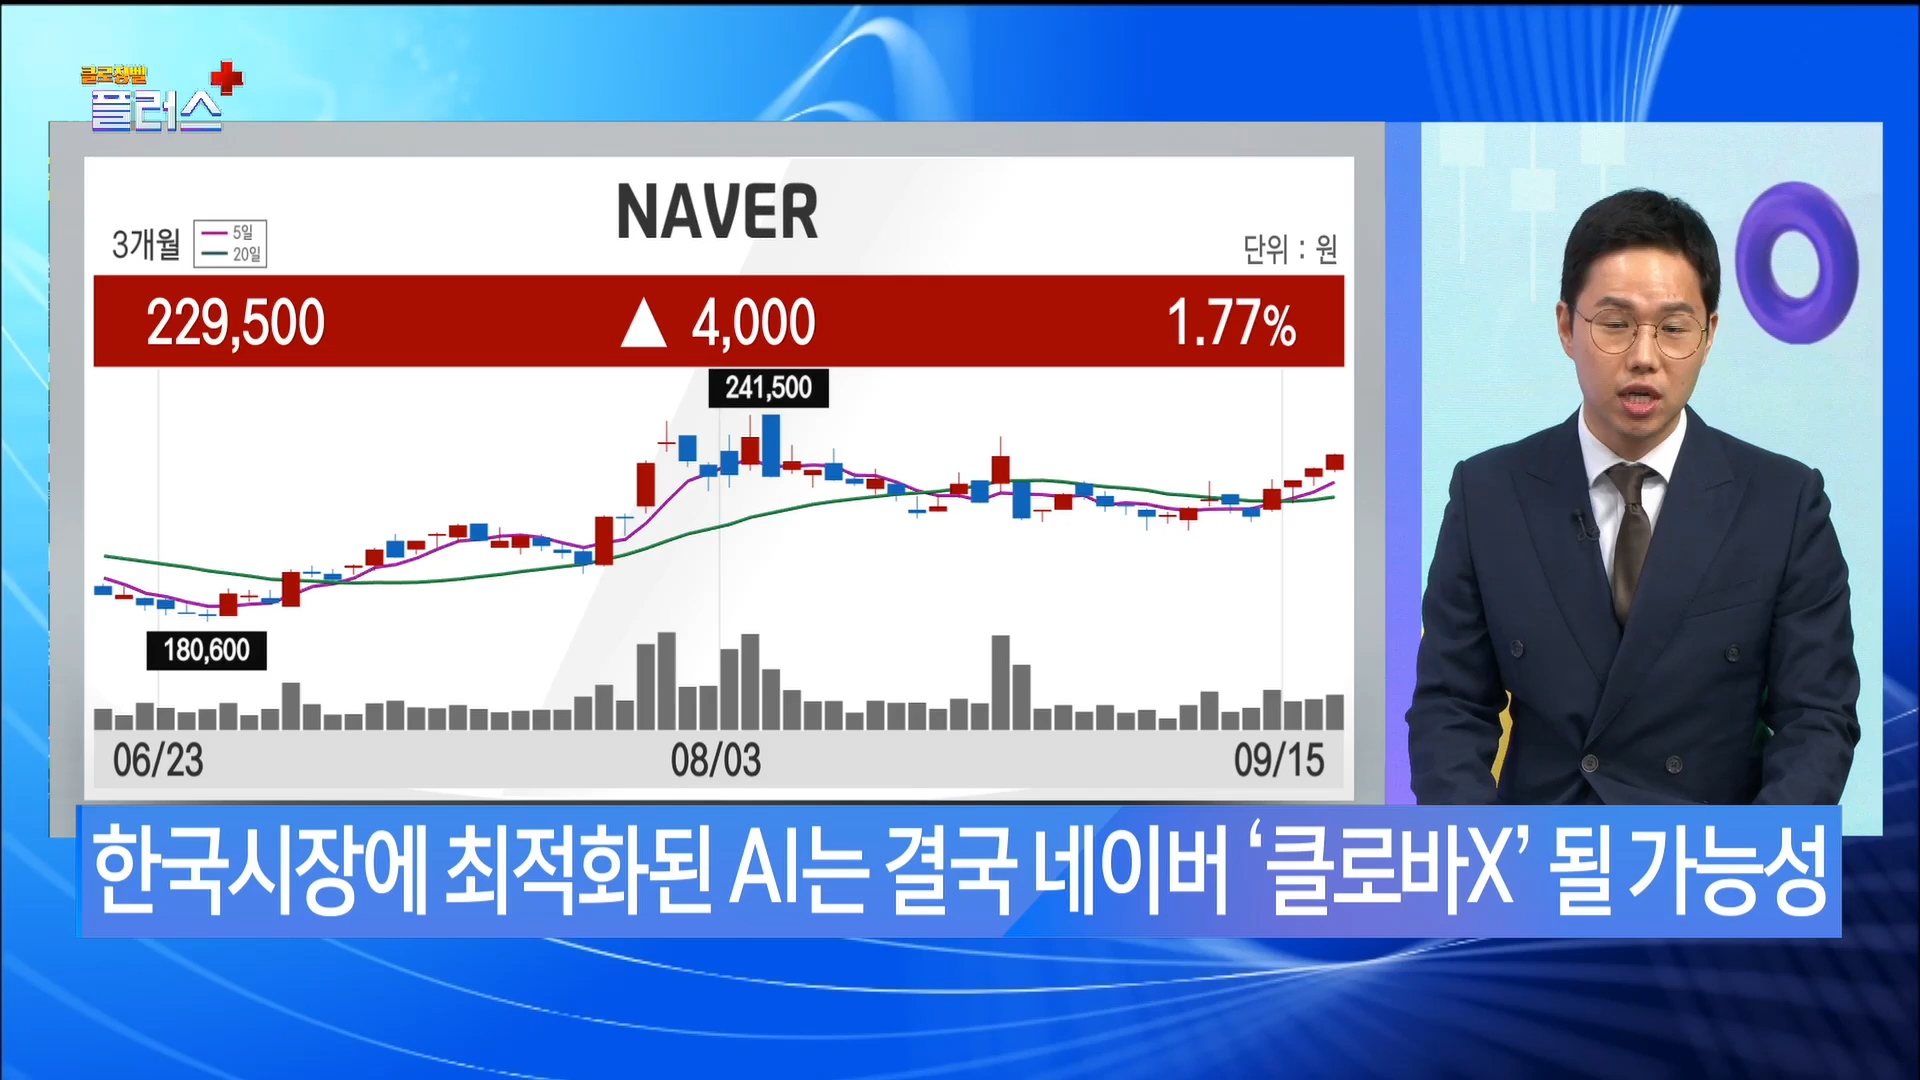 클로징벨
플러스
NAVER
3개월
5일
20일
단위 : 원
229,500 ▲ 4,000 1.77%
241,500
180,600
06/23 08/03 09/15
한국시장에 최적화된 AI는 결국 네이버 ‘클로바X’ 될 가능성